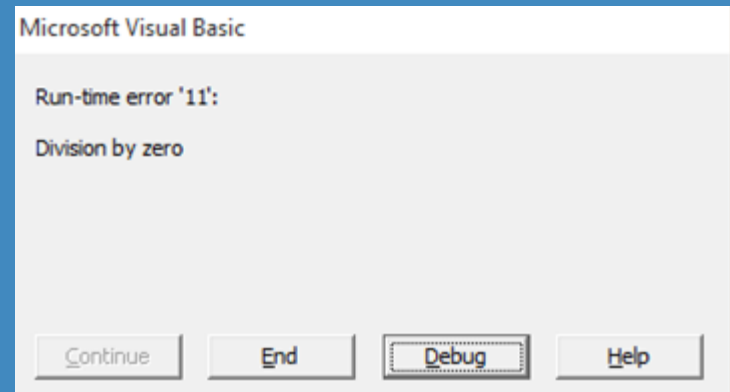 Microsoft Visual Basic
Run-time error '11':
Division by zero
Continue End Debug Help